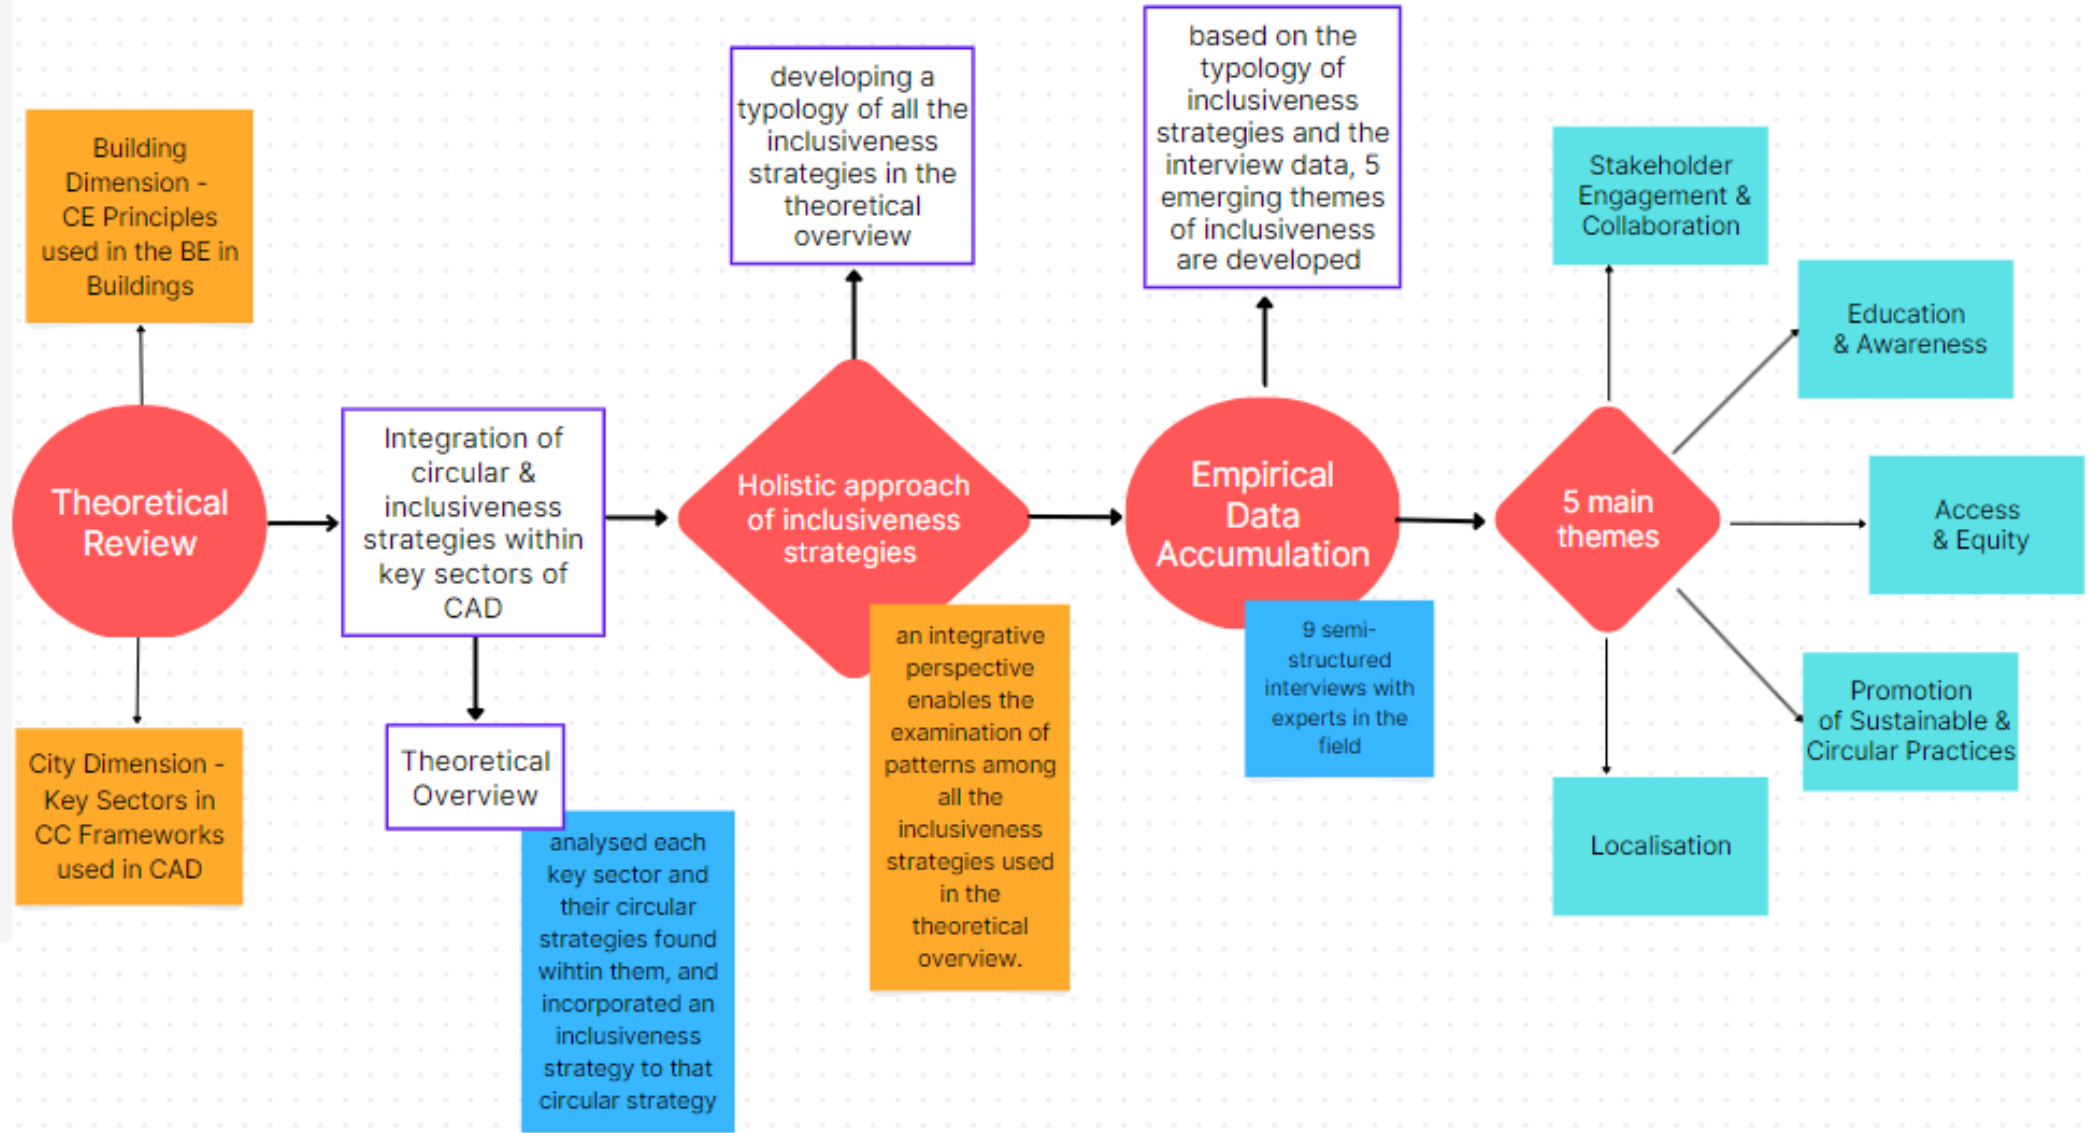 Building
Dimension -
CE Principles
used in the BE in
Buildings
Theoretical
Review
City Dimension -
Key Sectors in
CC Frameworks
used in CAD
Integration of
circular &
inclusiveness
strategies within
key sectors of
CAD
Theoretical
Overview
analysed each
key sector and
their circular
strategies found
wihtin them, and
incorporated an
inclusiveness
strategy to that
circular strategy
developing a
typology of all the
inclusiveness
strategies in the
theoretical
overview
Holistic approach
of inclusiveness
strategies
an integrative
perspective
enables the
examination of
patterns among
all the
inclusiveness
strategies used
in the
theoretical
overview.
based on the
typology of
inclusiveness
strategies and the
interview data, 5
emerging themes
of inclusiveness
are developed
Empirical
Data
Accumulation
9 semi-
structured
interviews with
experts in the
field
5 main
themes
Stakeholder
Engagement &
Collaboration
Education
& Awareness
Access
& Equity
Promotion
of Sustainable &
Circular Practices
Localisation